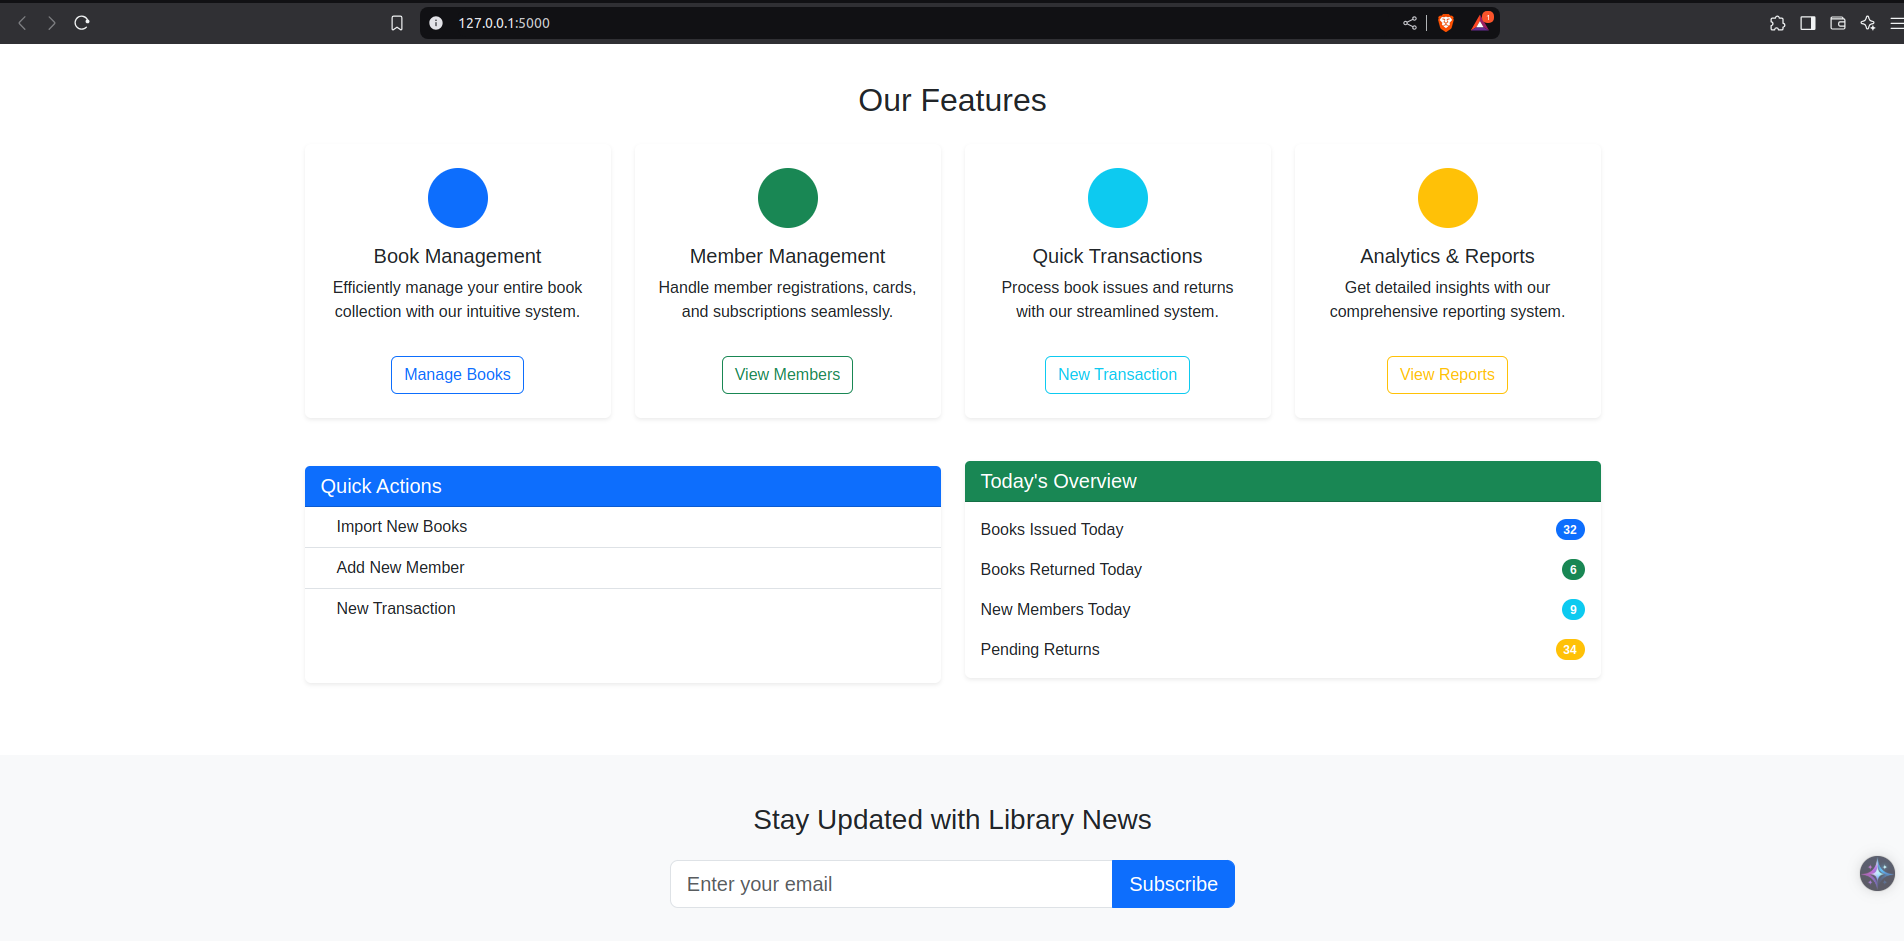 127.0.0.1:5000
1
Our Features
Book Management
Efficiently manage your entire book
collection with our intuitive system.
Manage Books
Member Management
Handle member registrations, cards,
and subscriptions seamlessly.
View Members
Quick Transactions
Process book issues and returns
with our streamlined system.
New Transaction
Analytics & Reports
Get detailed insights with our
comprehensive reporting system.
View Reports
Quick Actions
Import New Books
Add New Member
New Transaction
Today's Overview
Books Issued Today 32
Books Returned Today 6
New Members Today 9
Pending Returns 34
Stay Updated with Library News
Enter your email
Subscribe